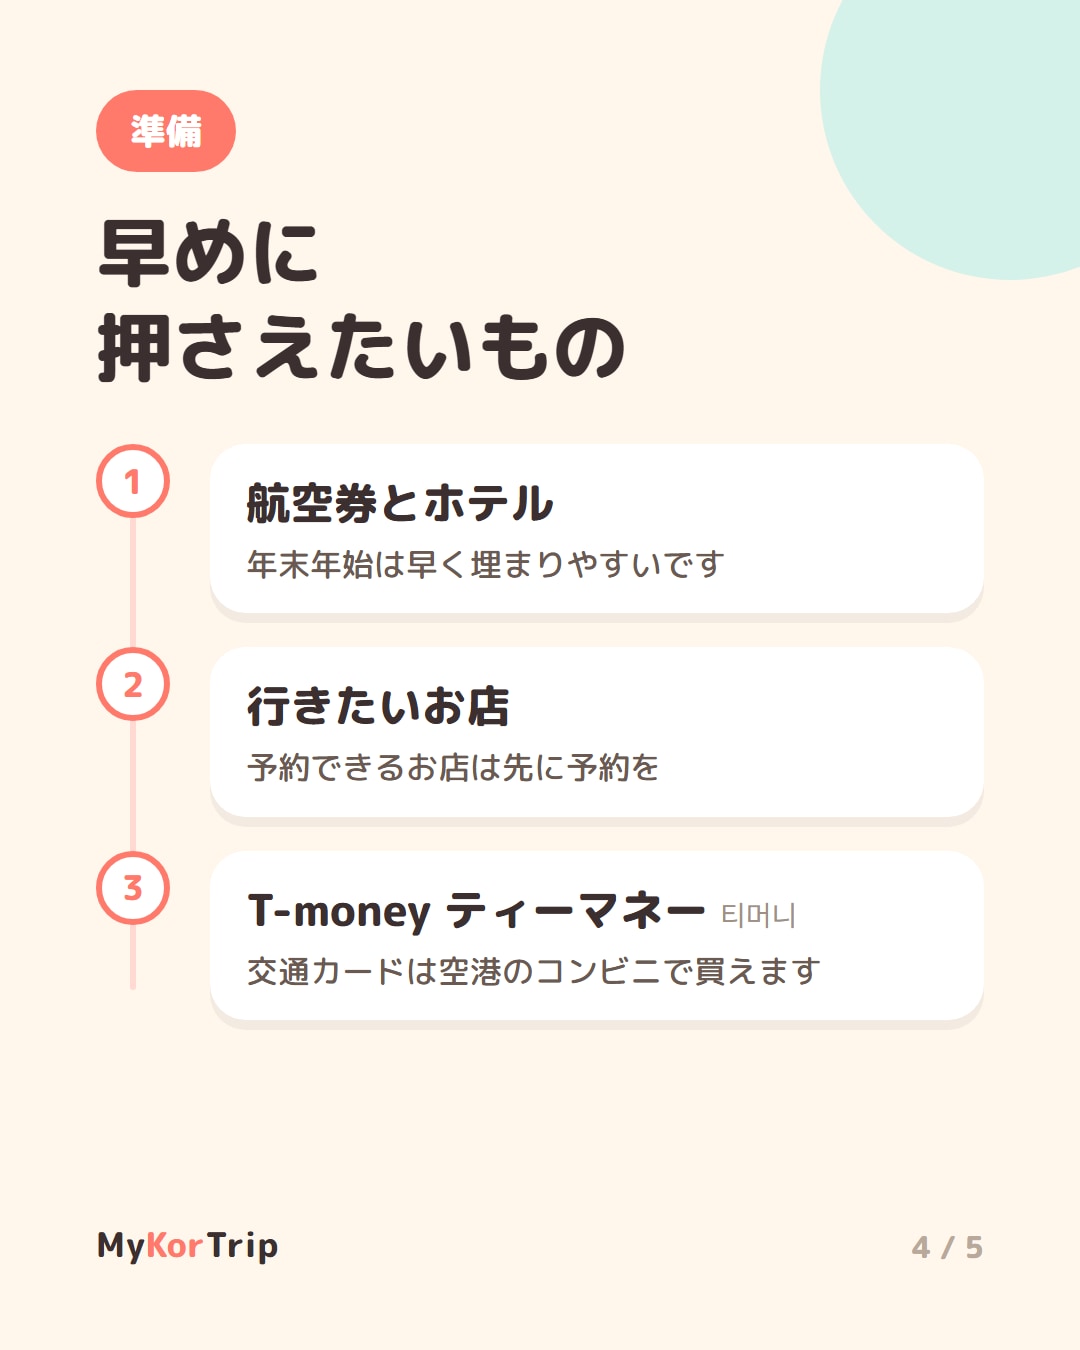 準備
早めに
押さえたいもの
1
航空券とホテル
年末年始は早く埋まりやすいです
2
行きたいお店
予約できるお店は先に予約を
3
T-money ティーマネー 티머니
交通カードは空港のコンビニで買えます
MyKorTrip
4 / 5